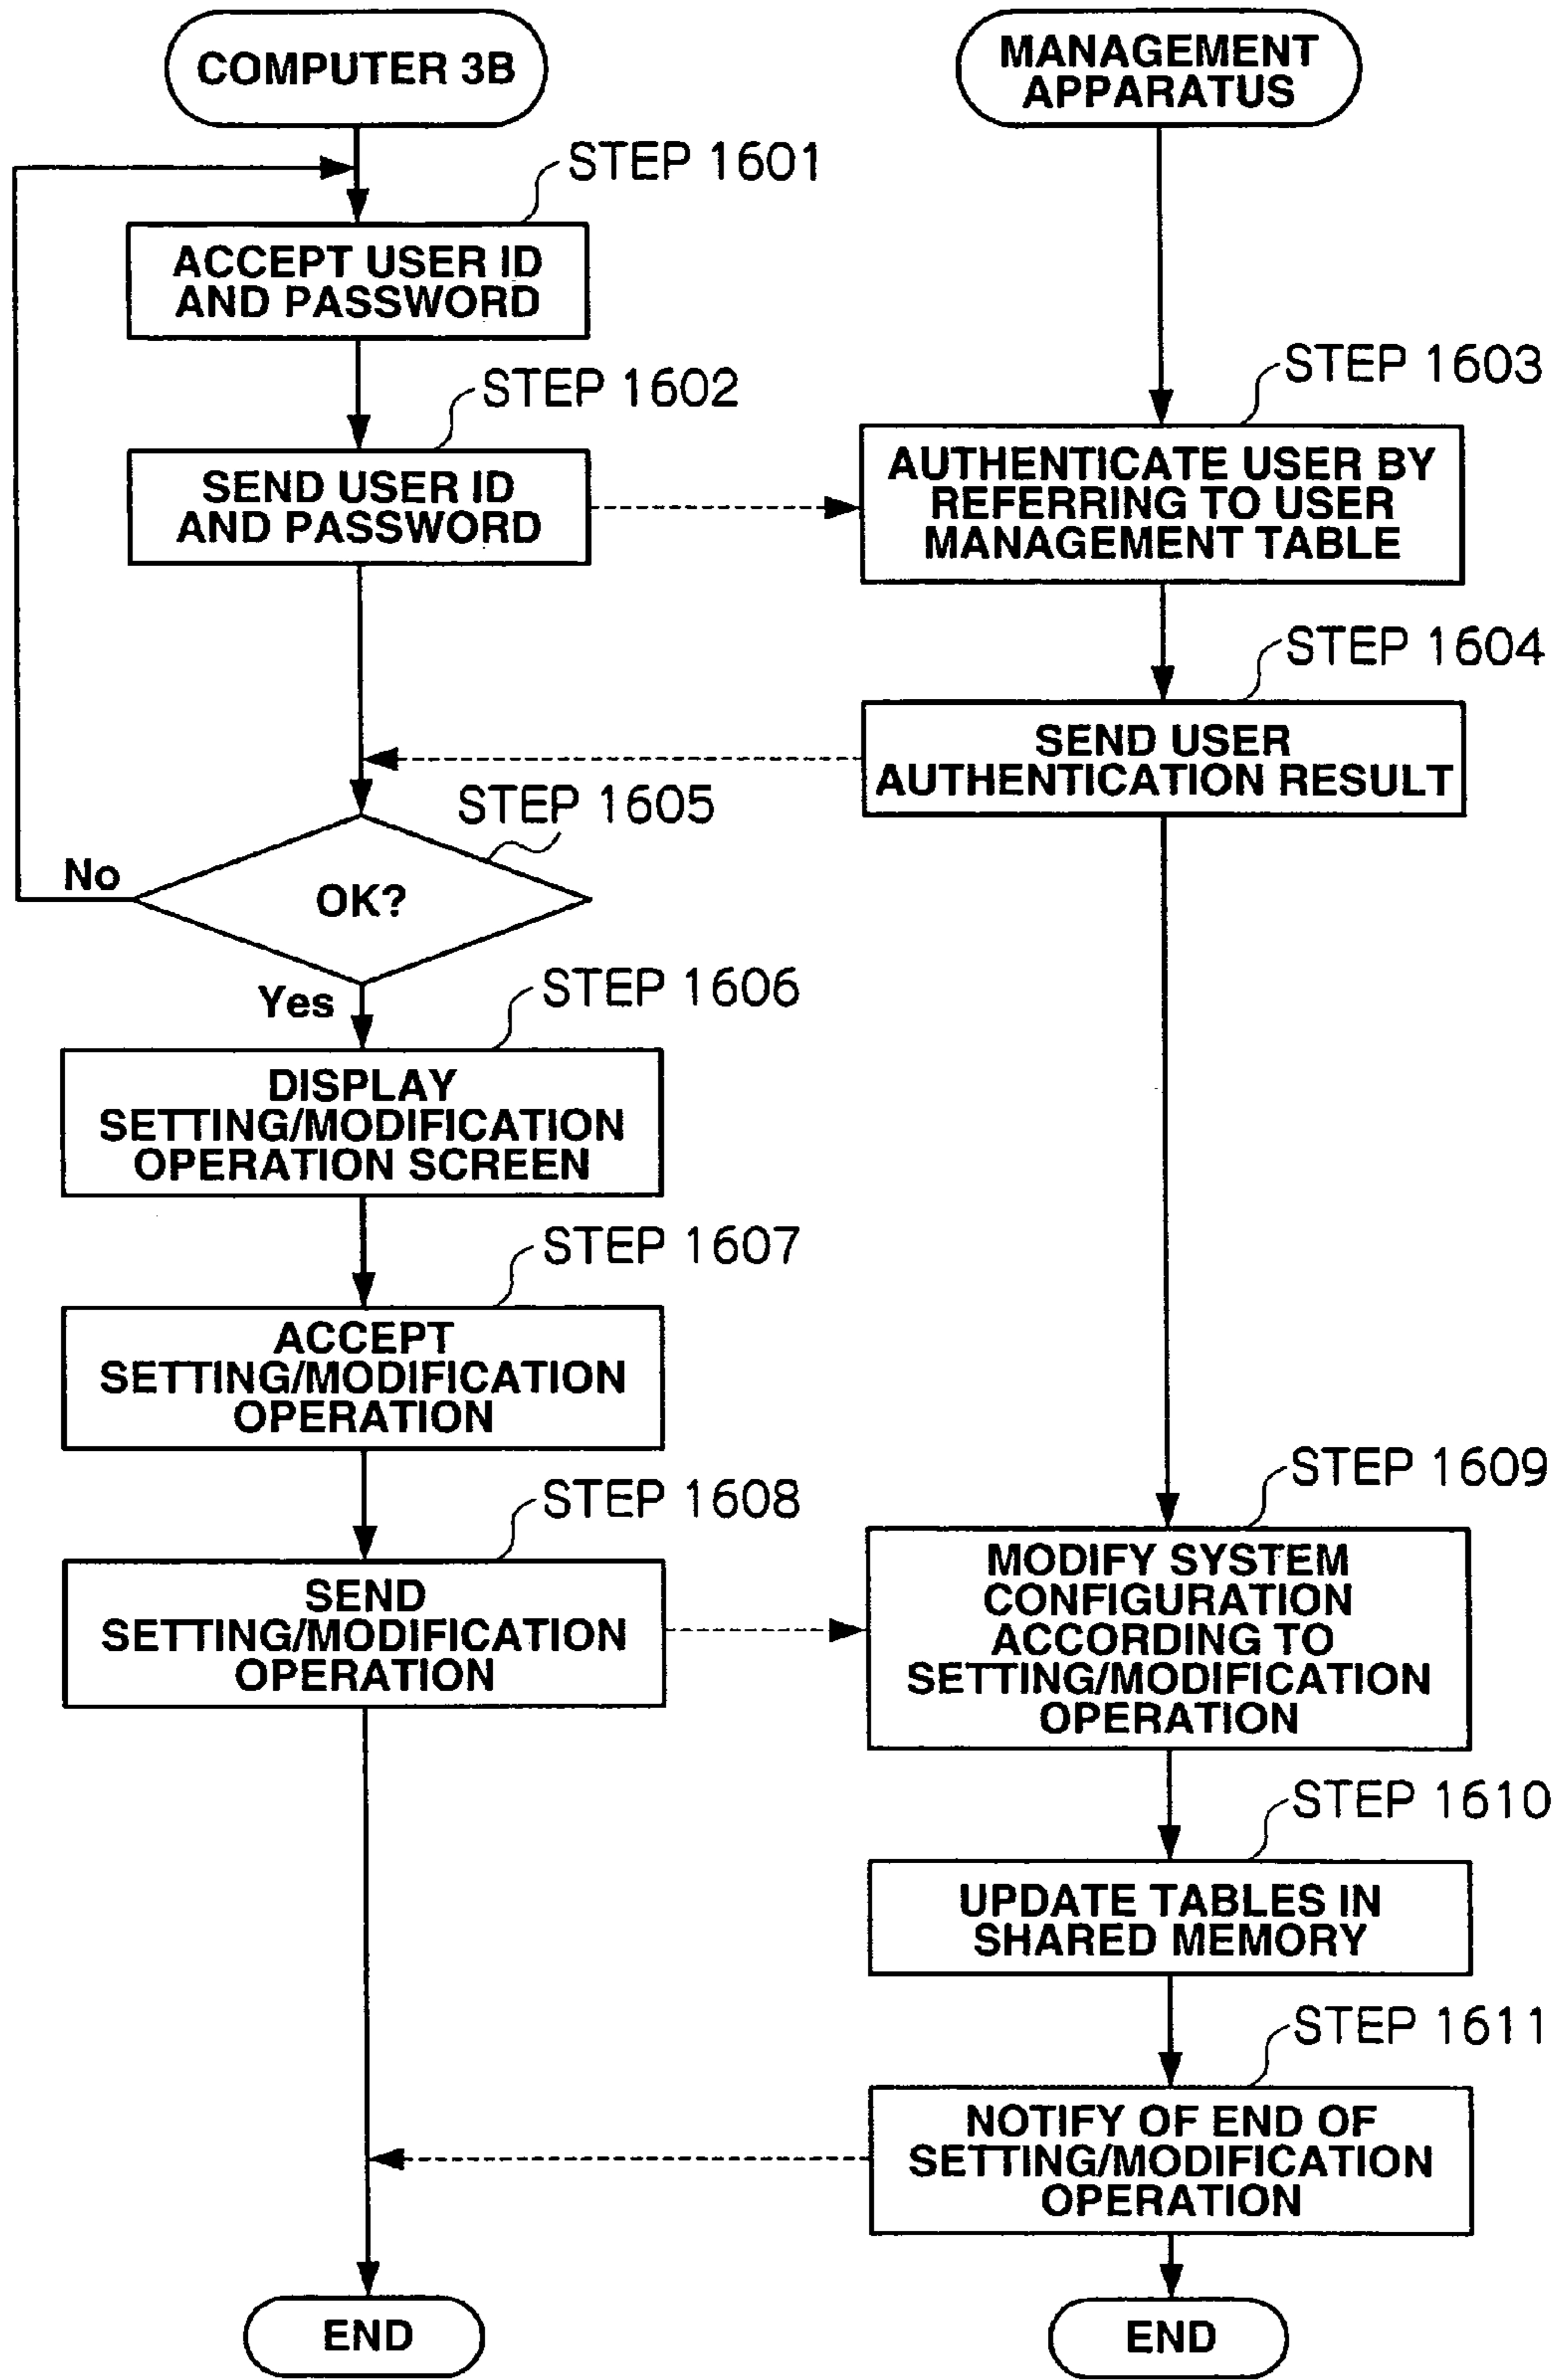 COMPUTER 3B
MANAGEMENT
APPARATUS
STEP 1601
ACCEPT USER ID
AND PASSWORD
STEP 1602
SEND USER ID
AND PASSWORD
STEP 1603
AUTHENTICATE USER BY
REFERRING TO USER
MANAGEMENT TABLE
STEP 1604
SEND USER
AUTHENTICATION RESULT
STEP 1605
No
OK?
Yes
STEP 1606
DISPLAY
SETTING/MODIFICATION
OPERATION SCREEN
STEP 1607
ACCEPT
SETTING/MODIFICATION
OPERATION
STEP 1608
SEND
SETTING/MODIFICATION
OPERATION
STEP 1609
MODIFY SYSTEM
CONFIGURATION
ACCORDING TO
SETTING/MODIFICATION
OPERATION
STEP 1610
UPDATE TABLES IN
SHARED MEMORY
STEP 1611
NOTIFY OF END OF
SETTING/MODIFICATION
OPERATION
END
END